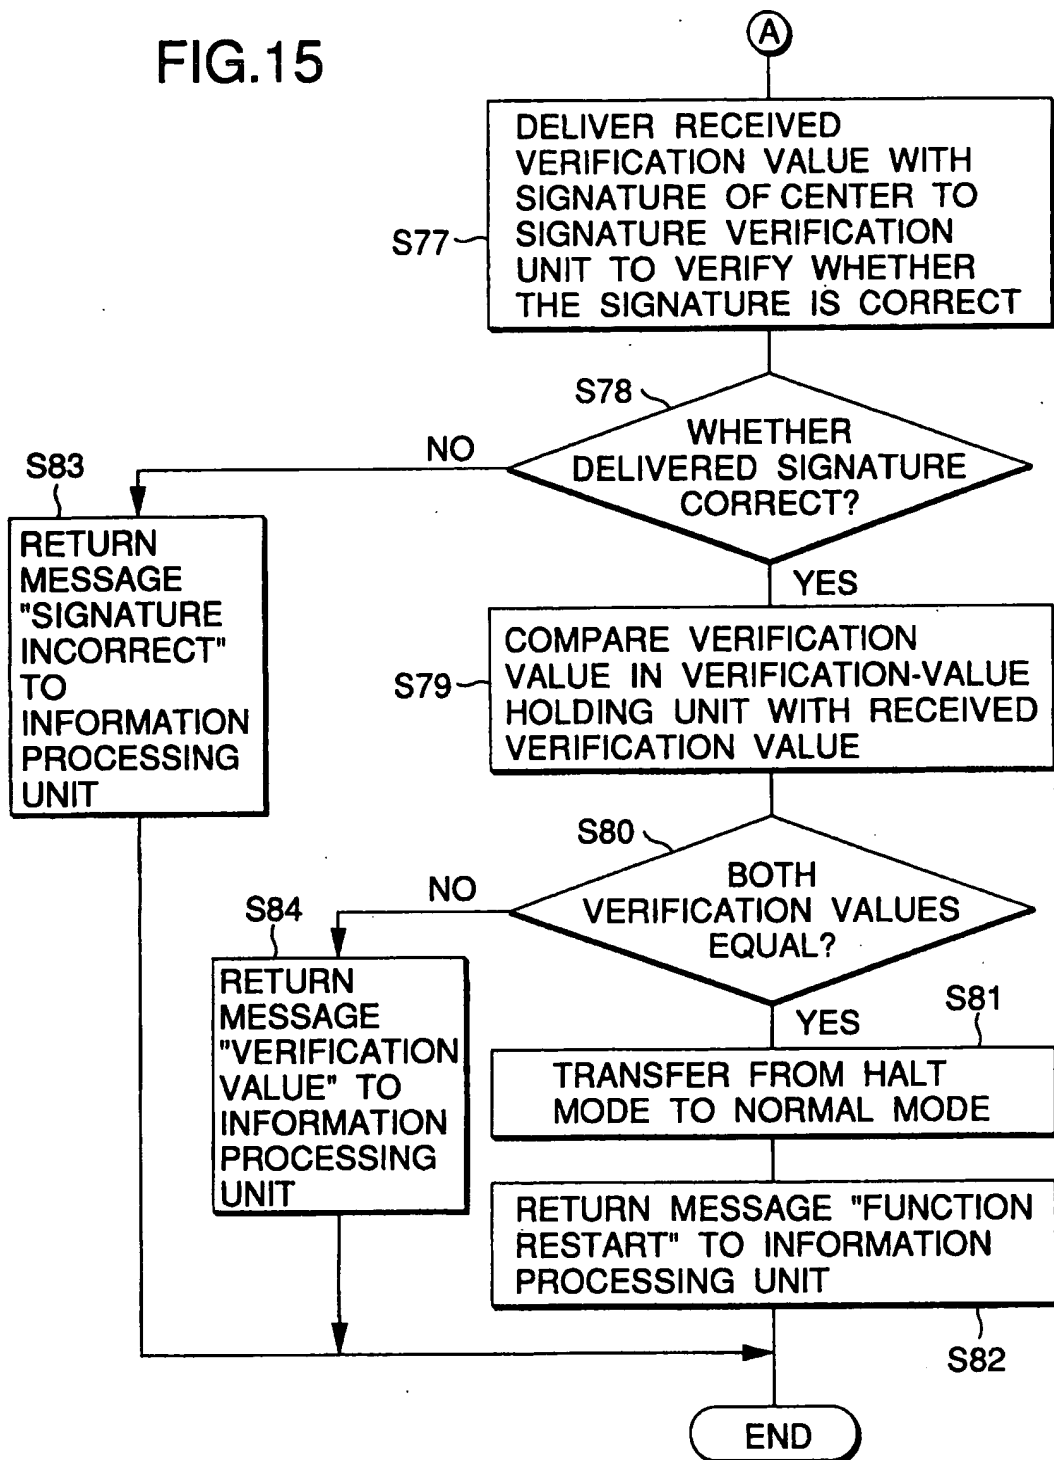 FIG.15
A
DELIVER RECEIVED
VERIFICATION VALUE WITH
SIGNATURE OF CENTER TO
SIGNATURE VERIFICATION
UNIT TO VERIFY WHETHER
THE SIGNATURE IS CORRECT
S77
S78
WHETHER
DELIVERED SIGNATURE
CORRECT?
NO
YES
S83
RETURN
MESSAGE
"SIGNATURE
INCORRECT"
TO
INFORMATION
PROCESSING
UNIT
COMPARE VERIFICATION
VALUE IN VERIFICATION-VALUE
HOLDING UNIT WITH RECEIVED
VERIFICATION VALUE
S79
S80
BOTH
VERIFICATION VALUES
EQUAL?
NO
YES
S84
RETURN
MESSAGE
"VERIFICATION
VALUE" TO
INFORMATION
PROCESSING
UNIT
S81
TRANSFER FROM HALT
MODE TO NORMAL MODE
RETURN MESSAGE "FUNCTION
RESTART" TO INFORMATION
PROCESSING UNIT
S82
END